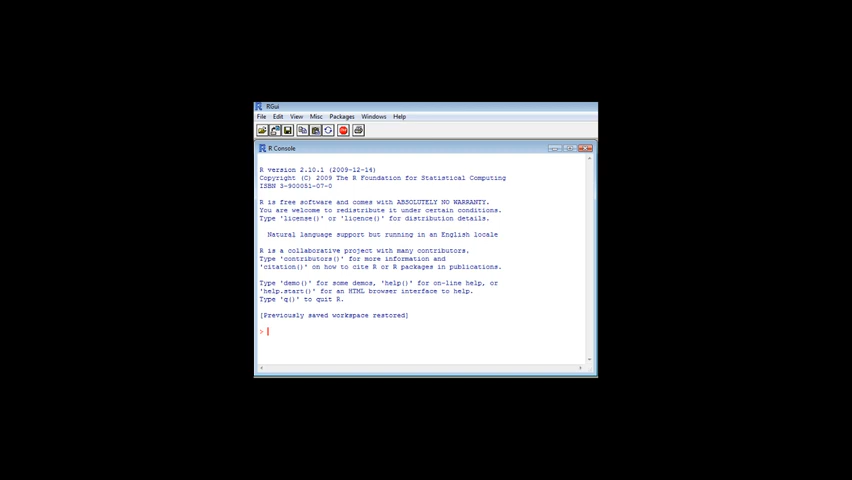 RGui
File Edit View Misc Packages Windows Help
R Console
R version 2.10.1 (2009-12-14)
Copyright (C) 2009 The R Foundation for Statistical Computing
ISBN 3-900051-07-0
R is free software and comes with ABSOLUTELY NO WARRANTY.
You are welcome to redistribute it under certain conditions.
Type 'license()' or 'licence()' for distribution details.
Natural language support but running in an English locale
R is a collaborative project with many contributors.
Type 'contributors()' for more information and
'citation()' on how to cite R or R packages in publications.
Type 'demo()' for some demos, 'help()' for on-line help, or
'help.start()' for an HTML browser interface to help.
Type 'q()' to quit R.
[Previously saved workspace restored]
>